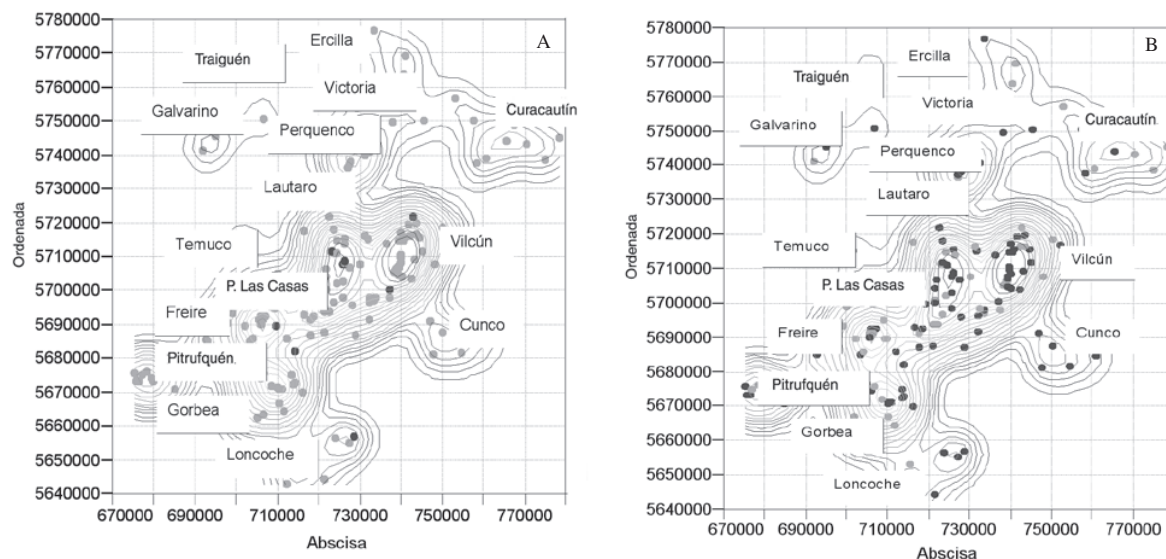 A
5780000
5770000
5760000
5750000
5740000
5730000
5720000
5710000
5700000
5690000
5680000
5670000
5660000
5650000
5640000
Ordenada
Ercilla
Traiguén
Victoria
Galvarino
Curacautín
Perquenco
Lautaro
Temuco
Vilcún
P. Las Casas
Freire
Cunco
Pitrufquén
Gorbea
Loncoche
670000 690000 710000 730000 750000 770000
Abscisa
B
5780000
5770000
5760000
5750000
5740000
5730000
5720000
5710000
5700000
5690000
5680000
5670000
5660000
5650000
5640000
Ordenada
Ercilla
Traiguén
Victoria
Galvarino
Curacautín
Perquenco
Lautaro
Temuco
Vilcún
P. Las Casas
Freire
Cunco
Pitrufquén
Gorbea
Loncoche
670000 690000 710000 730000 750000 770000
Abscisa